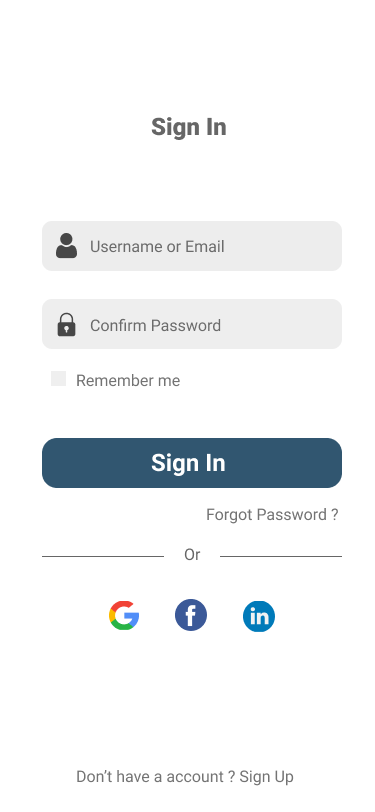 Sign In
Username or Email
Confirm Password
Remember me
Sign In
Forgot Password ?
Or
f
in
Don't have a account ? Sign Up